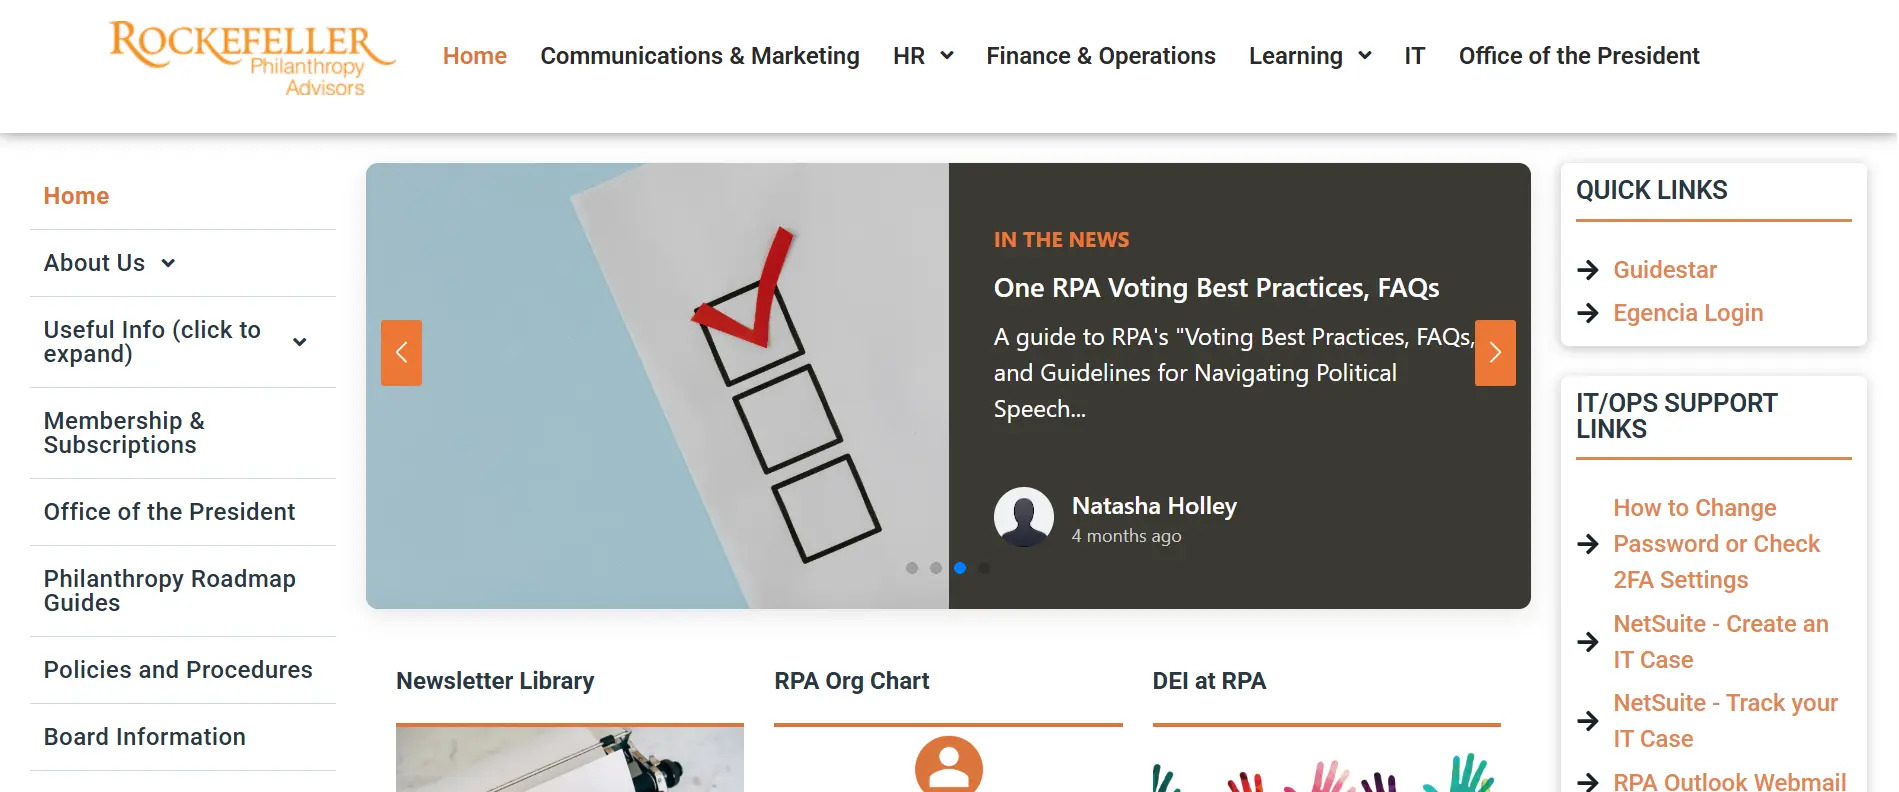 ROCKEFELLER
Philanthropy
Advisors
Home
Communications & Marketing
HR
Finance & Operations
Learning
IT
Office of the President
Home
About Us
Useful Info (click to
expand)
Membership &
Subscriptions
Office of the President
Philanthropy Roadmap
Guides
Policies and Procedures
Board Information
IN THE NEWS
One RPA Voting Best Practices, FAQs
A guide to RPA's "Voting Best Practices, FAQs,
and Guidelines for Navigating Political
Speech...
Natasha Holley
4 months ago
Newsletter Library
RPA Org Chart
DEI at RPA
QUICK LINKS
Guidestar
Egencia Login
IT/OPS SUPPORT
LINKS
How to Change
Password or Check
2FA Settings
NetSuite - Create an
IT Case
NetSuite - Track your
IT Case
RPA Outlook Webmail